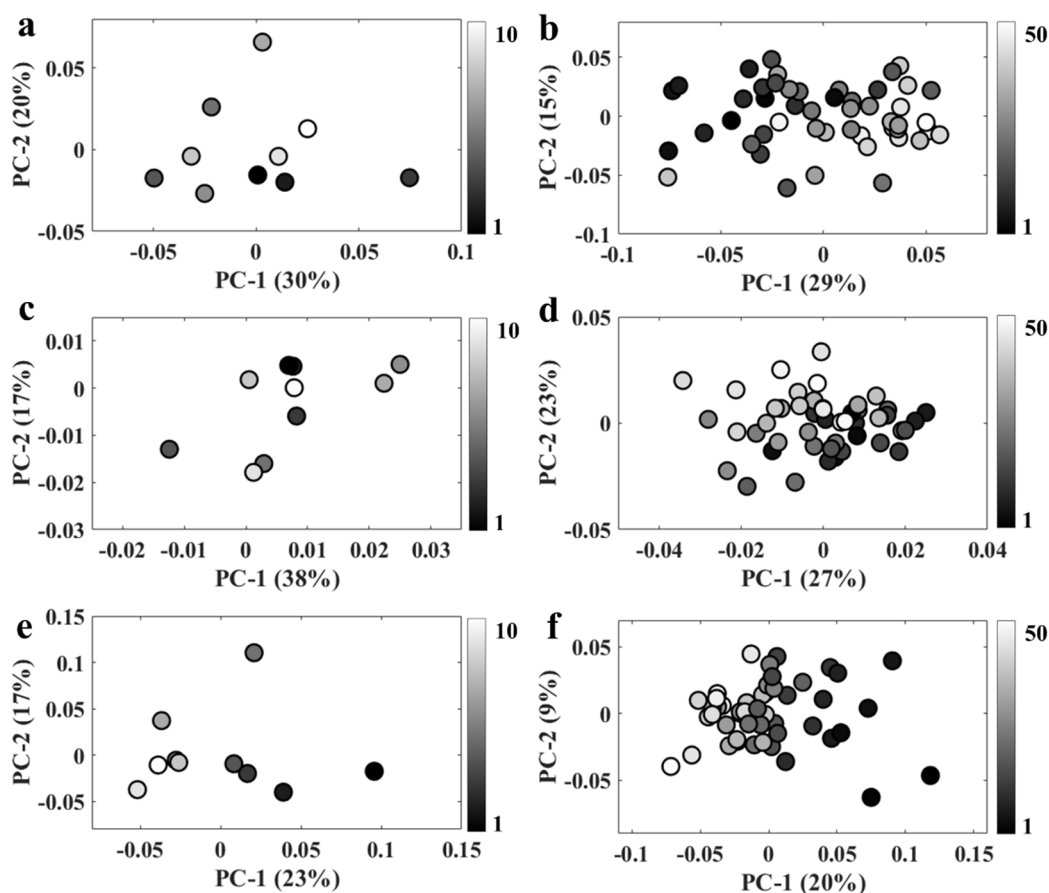 a
PC-2 (20%)
0.05
0
-0.05
-0.05 0 0.05 0.1
PC-1 (30%)
10
1
b
PC-2 (15%)
0.05
0
-0.05
-0.1
-0.1 -0.05 0 0.05
PC-1 (29%)
50
1
c
PC-2 (17%)
0.01
0
-0.01
-0.02
-0.03
-0.02 -0.01 0 0.01 0.02 0.03
PC-1 (38%)
10
1
d
PC-2 (23%)
0.05
0
-0.05
-0.04 -0.02 0 0.02 0.04
PC-1 (27%)
50
1
e
PC-2 (17%)
0.15
0.1
0.05
0
-0.05
-0.05 0 0.05 0.1 0.15
PC-1 (23%)
10
1
f
PC-2 (9%)
0.05
0
-0.05
-0.1 -0.05 0 0.05 0.1 0.15
PC-1 (20%)
50
1